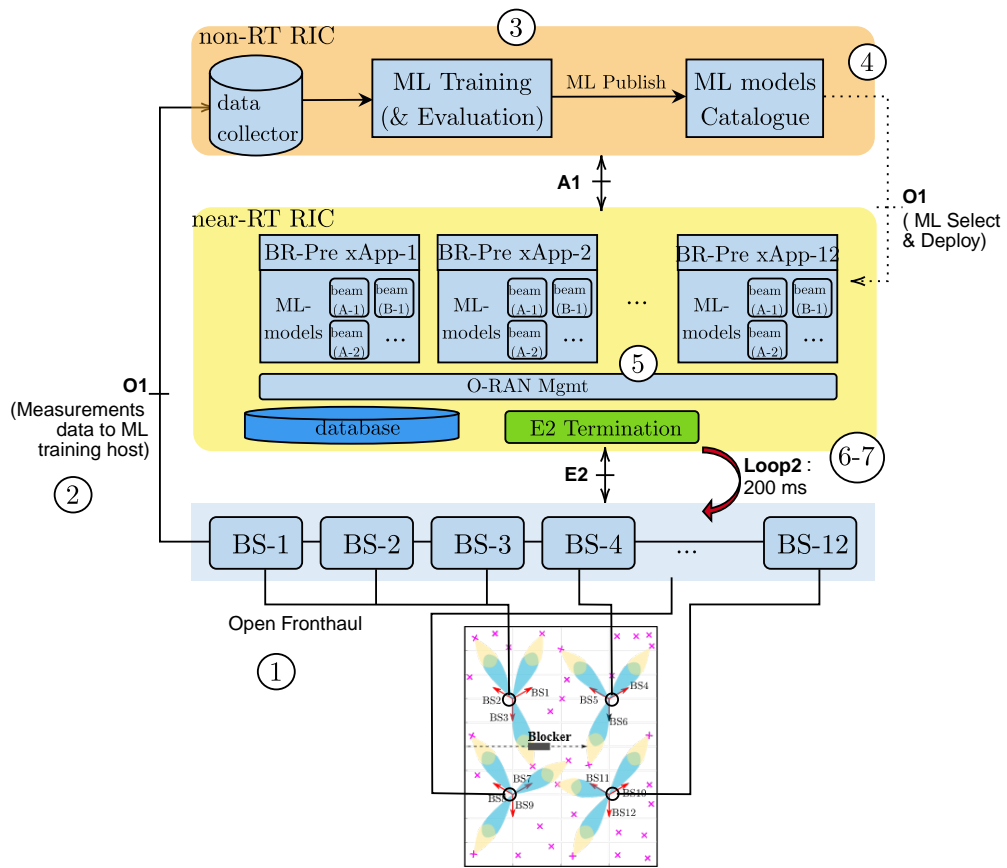 non-RT RIC
3
4
data
collector
ML Training
(& Evaluation)
ML Publish
ML models
Catalogue
A1
O1
( ML Select
& Deploy)
near-RT RIC
BR-Pre xApp-1
ML-
models
beam
(A-1)
beam
(B-1)
beam
(A-2)
...
BR-Pre xApp-2
ML-
models
beam
(A-1)
beam
(B-1)
beam
(A-2)
...
...
BR-Pre xApp-12
ML-
models
beam
(A-1)
beam
(B-1)
beam
(A-2)
...
5
O-RAN Mgmt
database
E2 Termination
6-7
O1
(Measurements
data to ML
training host)
2
E2
Loop2 :
200 ms
BS-1
BS-2
BS-3
BS-4
...
BS-12
Open Fronthaul
1
BS2
BS1
BS3
BS5
BS4
BS6
Blocker
BS7
BS8
BS9
BS11
BS10
BS12